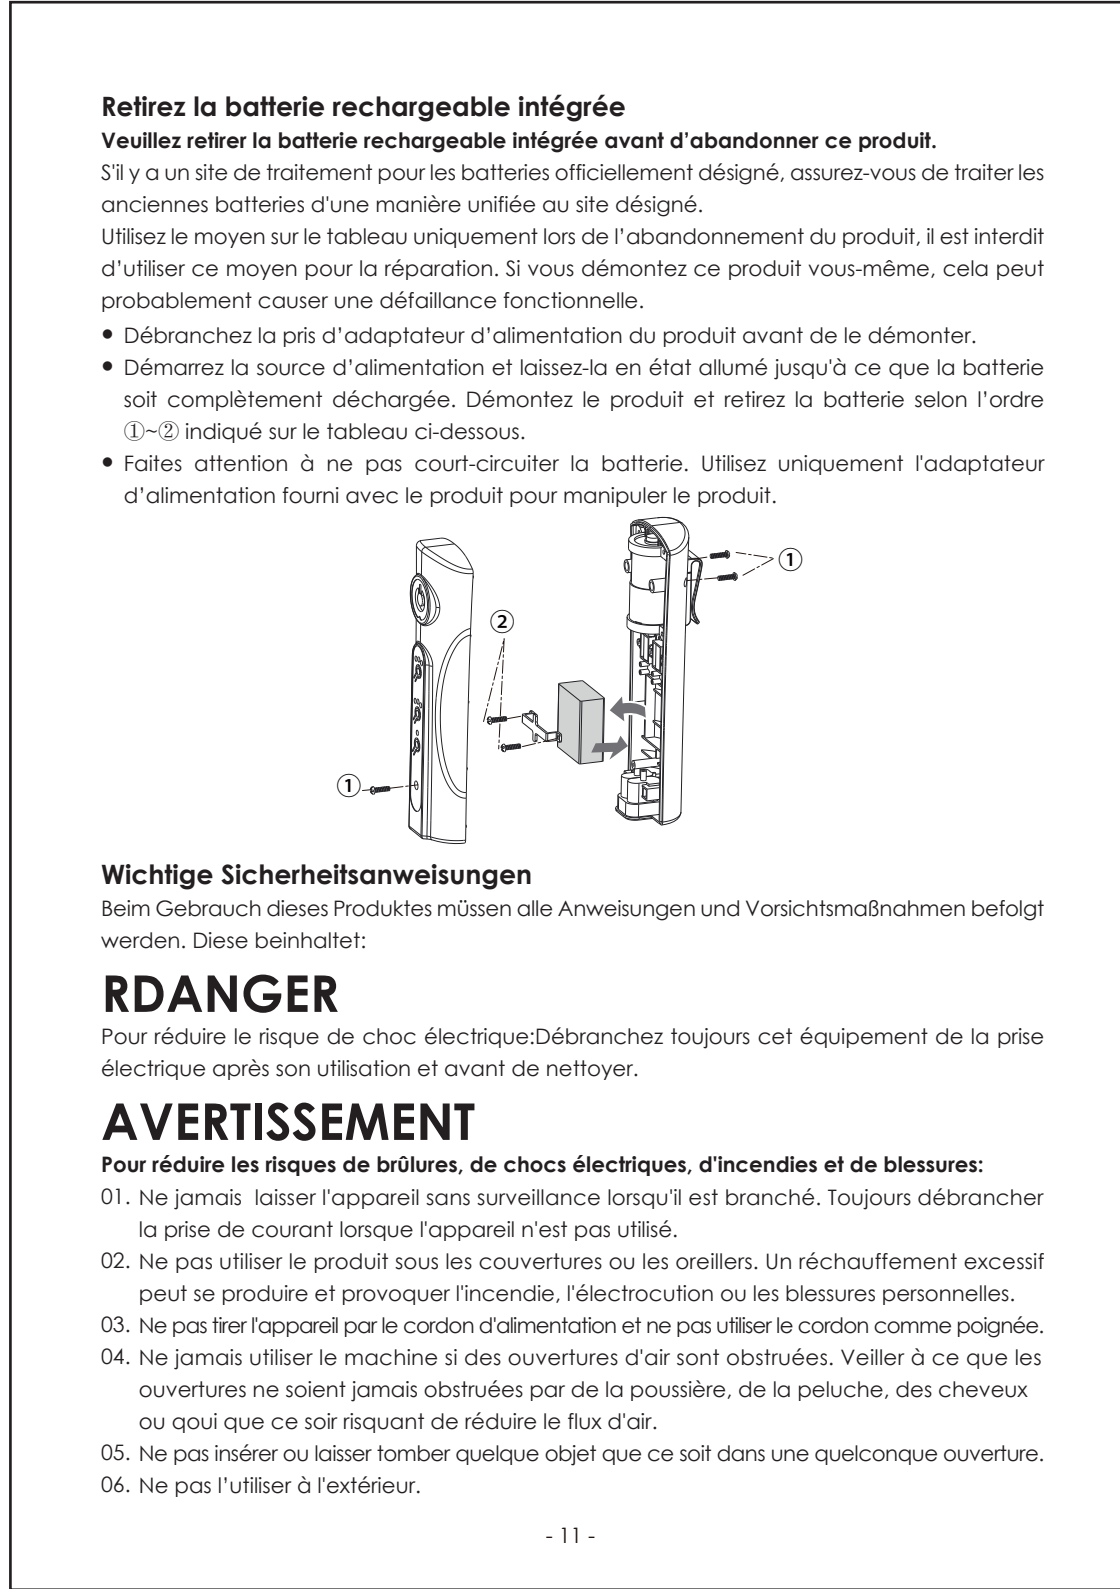 Retirez la batterie rechargeable intégrée
Veuillez retirer la batterie rechargeable intégrée avant d’abandonner ce produit.
S'il y a un site de traitement pour les batteries officiellement désigné, assurez-vous de traiter les
anciennes batteries d'une manière unifiée au site désigné.
Utilisez le moyen sur le tableau uniquement lors de l’abandonnement du produit, il est interdit
d’utiliser ce moyen pour la réparation. Si vous démontez ce produit vous-même, cela peut
probablement causer une défaillance fonctionnelle.
● Débranchez la pris d’adaptateur d’alimentation du produit avant de le démonter.
● Démarrez la source d’alimentation et laissez-la en état allumé jusqu'à ce que la batterie
soit complètement déchargée. Démontez le produit et retirez la batterie selon l’ordre
①~② indiqué sur le tableau ci-dessous.
● Faites attention à ne pas court-circuiter la batterie. Utilisez uniquement l'adaptateur
d’alimentation fourni avec le produit pour manipuler le produit.
①
②
①
Wichtige Sicherheitsanweisungen
Beim Gebrauch dieses Produktes müssen alle Anweisungen und Vorsichtsmaßnahmen befolgt
werden. Diese beinhaltet:
RDANGER
Pour réduire le risque de choc électrique:Débranchez toujours cet équipement de la prise
électrique après son utilisation et avant de nettoyer.
AVERTISSEMENT
Pour réduire les risques de brûlures, de chocs électriques, d'incendies et de blessures:
01. Ne jamais laisser l'appareil sans surveillance lorsqu'il est branché. Toujours débrancher
la prise de courant lorsque l'appareil n'est pas utilisé.
02. Ne pas utiliser le produit sous les couvertures ou les oreillers. Un réchauffement excessif
peut se produire et provoquer l'incendie, l'électrocution ou les blessures personnelles.
03. Ne pas tirer l'appareil par le cordon d'alimentation et ne pas utiliser le cordon comme poignée.
04. Ne jamais utiliser le machine si des ouvertures d'air sont obstruées. Veiller à ce que les
ouvertures ne soient jamais obstruées par de la poussière, de la peluche, des cheveux
ou qoui que ce soir risquant de réduire le flux d'air.
05. Ne pas insérer ou laisser tomber quelque objet que ce soit dans une quelconque ouverture.
06. Ne pas l’utiliser à l'extérieur.
- 11 -